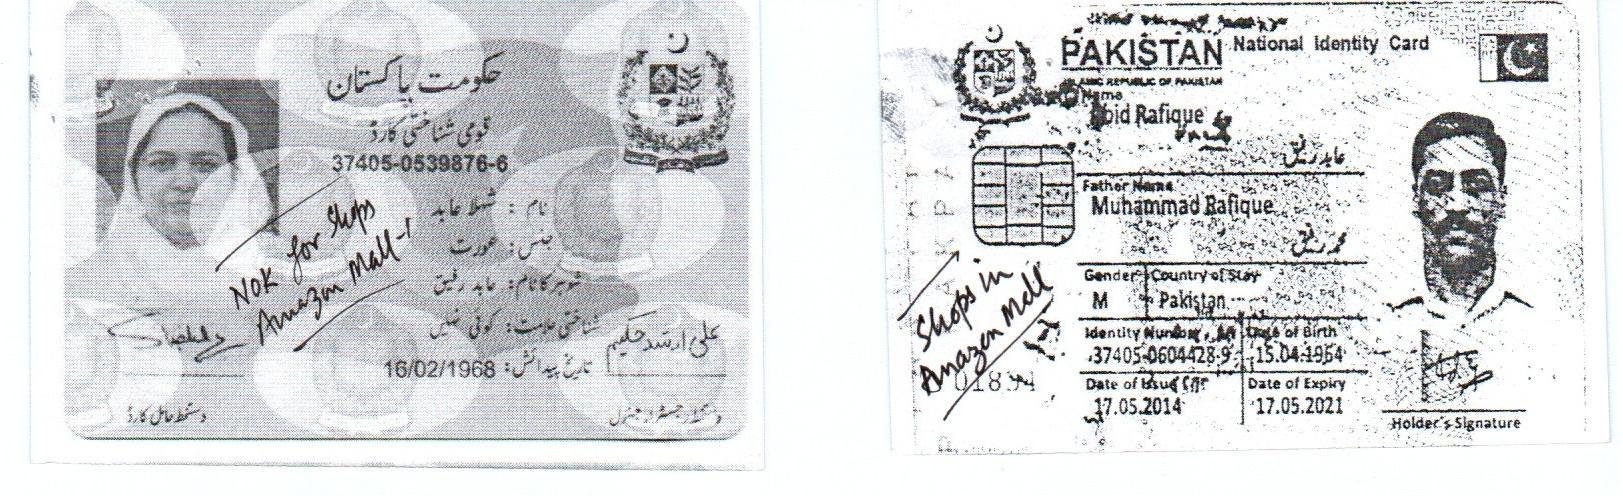 حکومت پاکستان
قومی شناختی کارڈ
37405-0539876-6
نام : شہلا عابد
جنس : عورت
شوہر کا نام: عابد رفیق
شناختی علامت: کوئی نہیں
تاریخ پیدائش: 16/02/1968
علی ارشد حکیم
دستخط حامل کارڈ
دستخط رجسٹرار جنرل
NOK for shops
Amazon Mall-1
PAKISTAN National Identity Card
ISLAMIC REPUBLIC OF PAKISTAN
Name
Abid Rafique
عابد رفیق
Father Name
Muhammad Rafique
محمد رفیق
Gender Country of Stay
M Pakistan
Identity Number Date of Birth
37405-0604428-9 15.04.1964
Date of Issue Date of Expiry
17.05.2014 17.05.2021
Holder's Signature
Shops in
Amazon Mall
01894